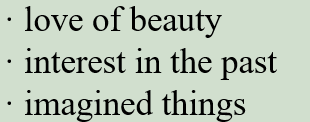 · love of beauty
· interest in the past
· imagined things